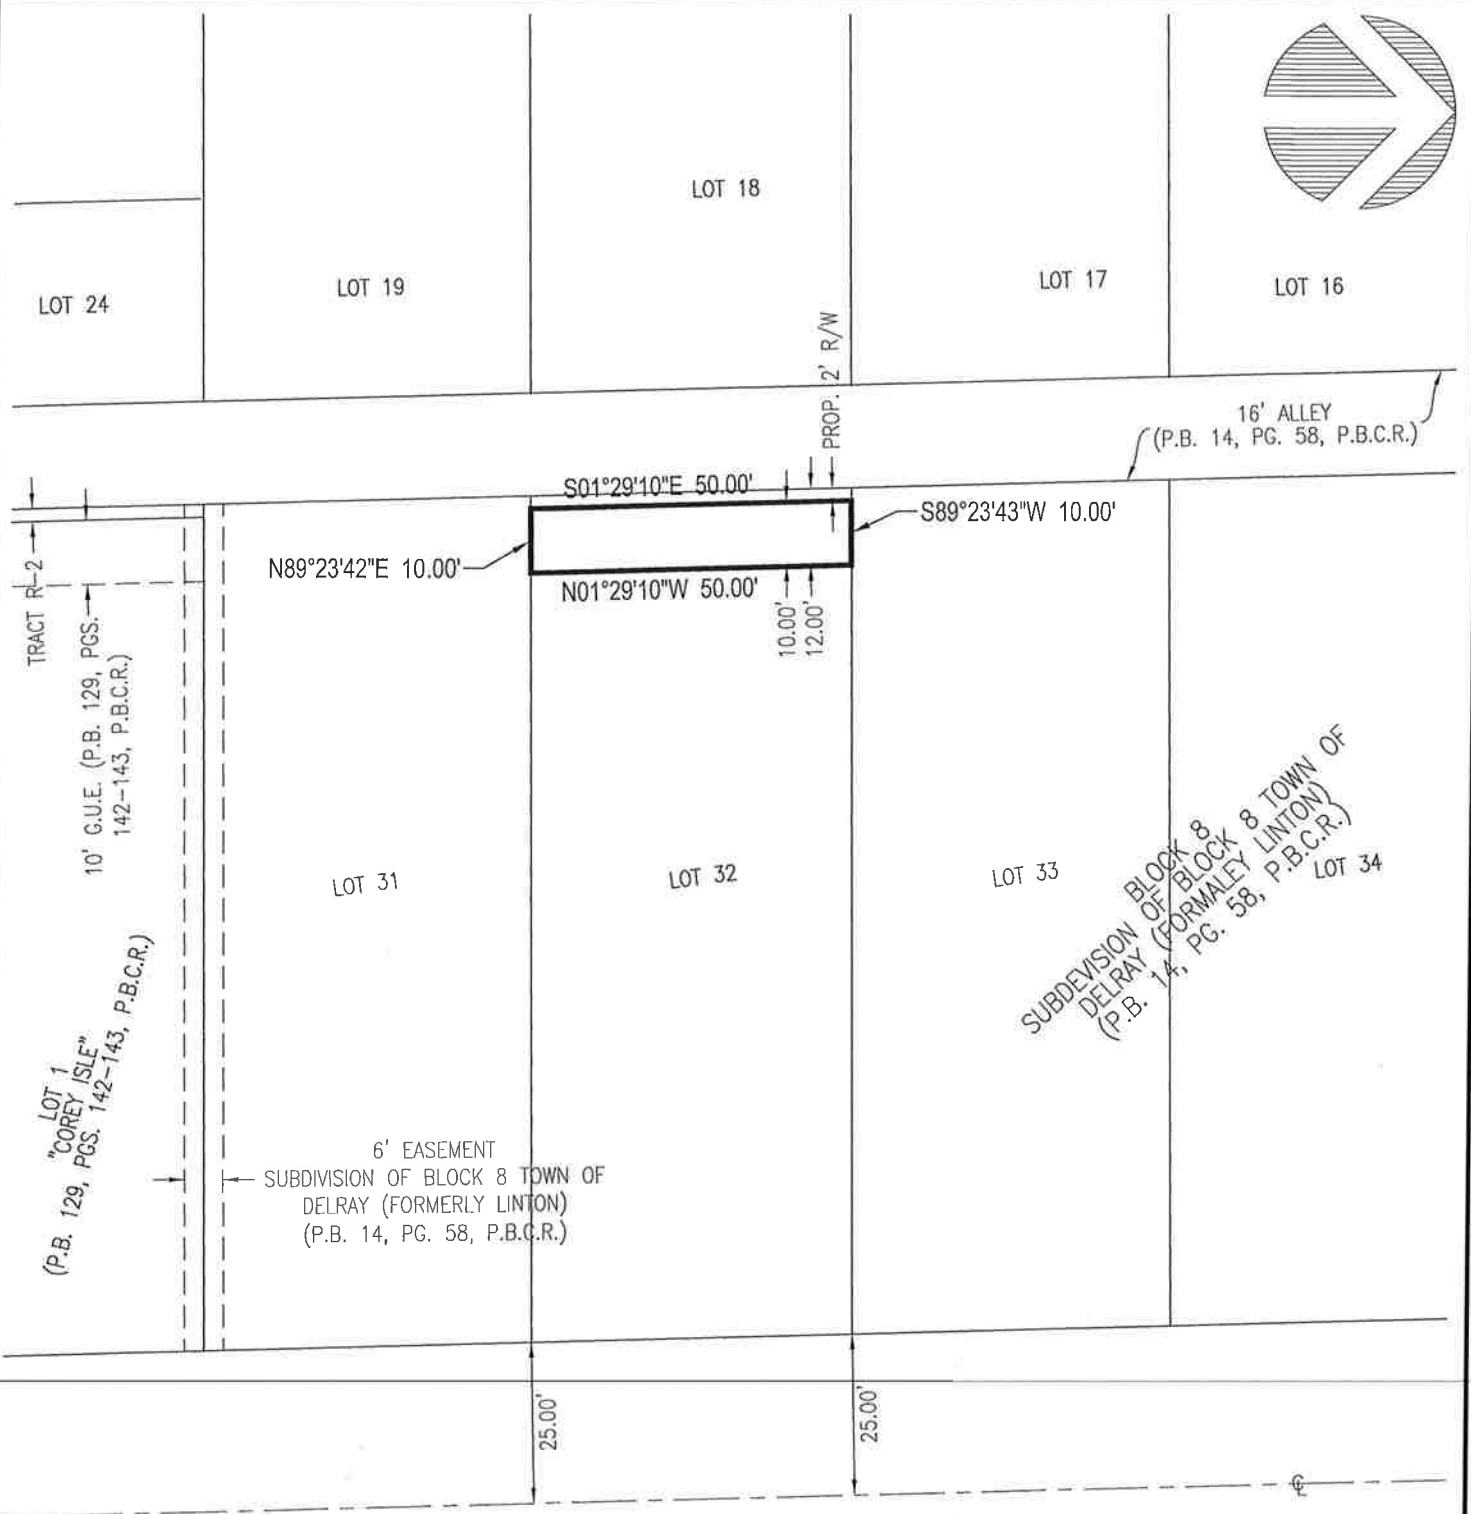 LOT 18
LOT 17
LOT 16
LOT 19
LOT 24
PROP. 2' R/W
16' ALLEY
(P.B. 14, PG. 58, P.B.C.R.)
S01°29'10"E 50.00'
S89°23'43"W 10.00'
N89°23'42"E 10.00'
N01°29'10"W 50.00'
10.00'
12.00'
TRACT R-2
10' G.U.E. (P.B. 129, PGS.
142-143, P.B.C.R.)
LOT 31
LOT 32
LOT 33
LOT 34
BLOCK 8
SUBDEVISION OF BLOCK 8 TOWN OF
DELRAY (FORMALEY LINTON)
(P.B. 14, PG. 58, P.B.C.R.)
LOT 1
"COREY ISLE"
(P.B. 129, PGS. 142-143, P.B.C.R.)
6' EASEMENT
SUBDIVISION OF BLOCK 8 TOWN OF
DELRAY (FORMERLY LINTON)
(P.B. 14, PG. 58, P.B.C.R.)
25.00'
25.00'
℄